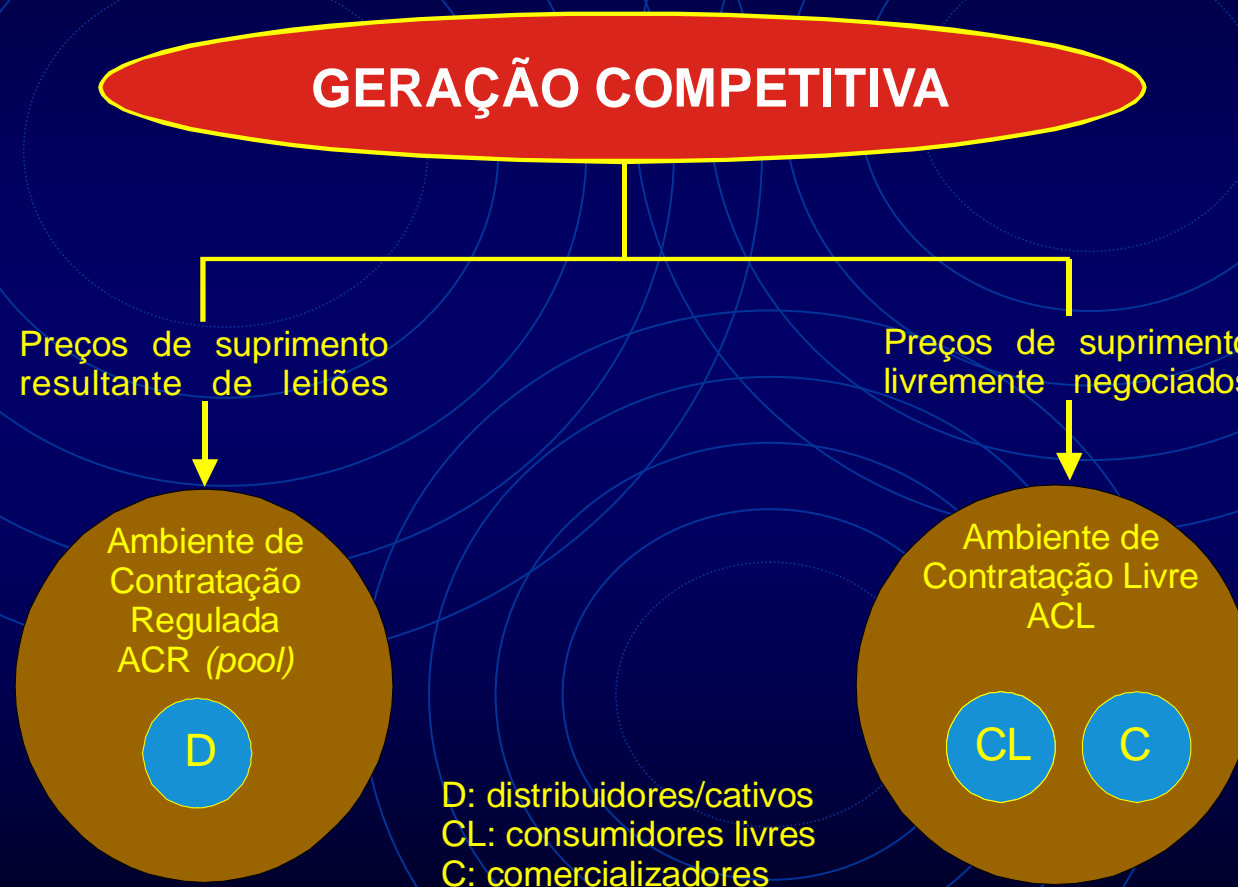 GERAÇÃO COMPETITIVA
Preços de suprimento
resultante de leilões
Preços de suprimento
livremente negociados
Ambiente de
Contratação
Regulada
ACR (pool)
D
Ambiente de
Contratação Livre
ACL
CL
C
D: distribuidores/cativos
CL: consumidores livres
C: comercializadores